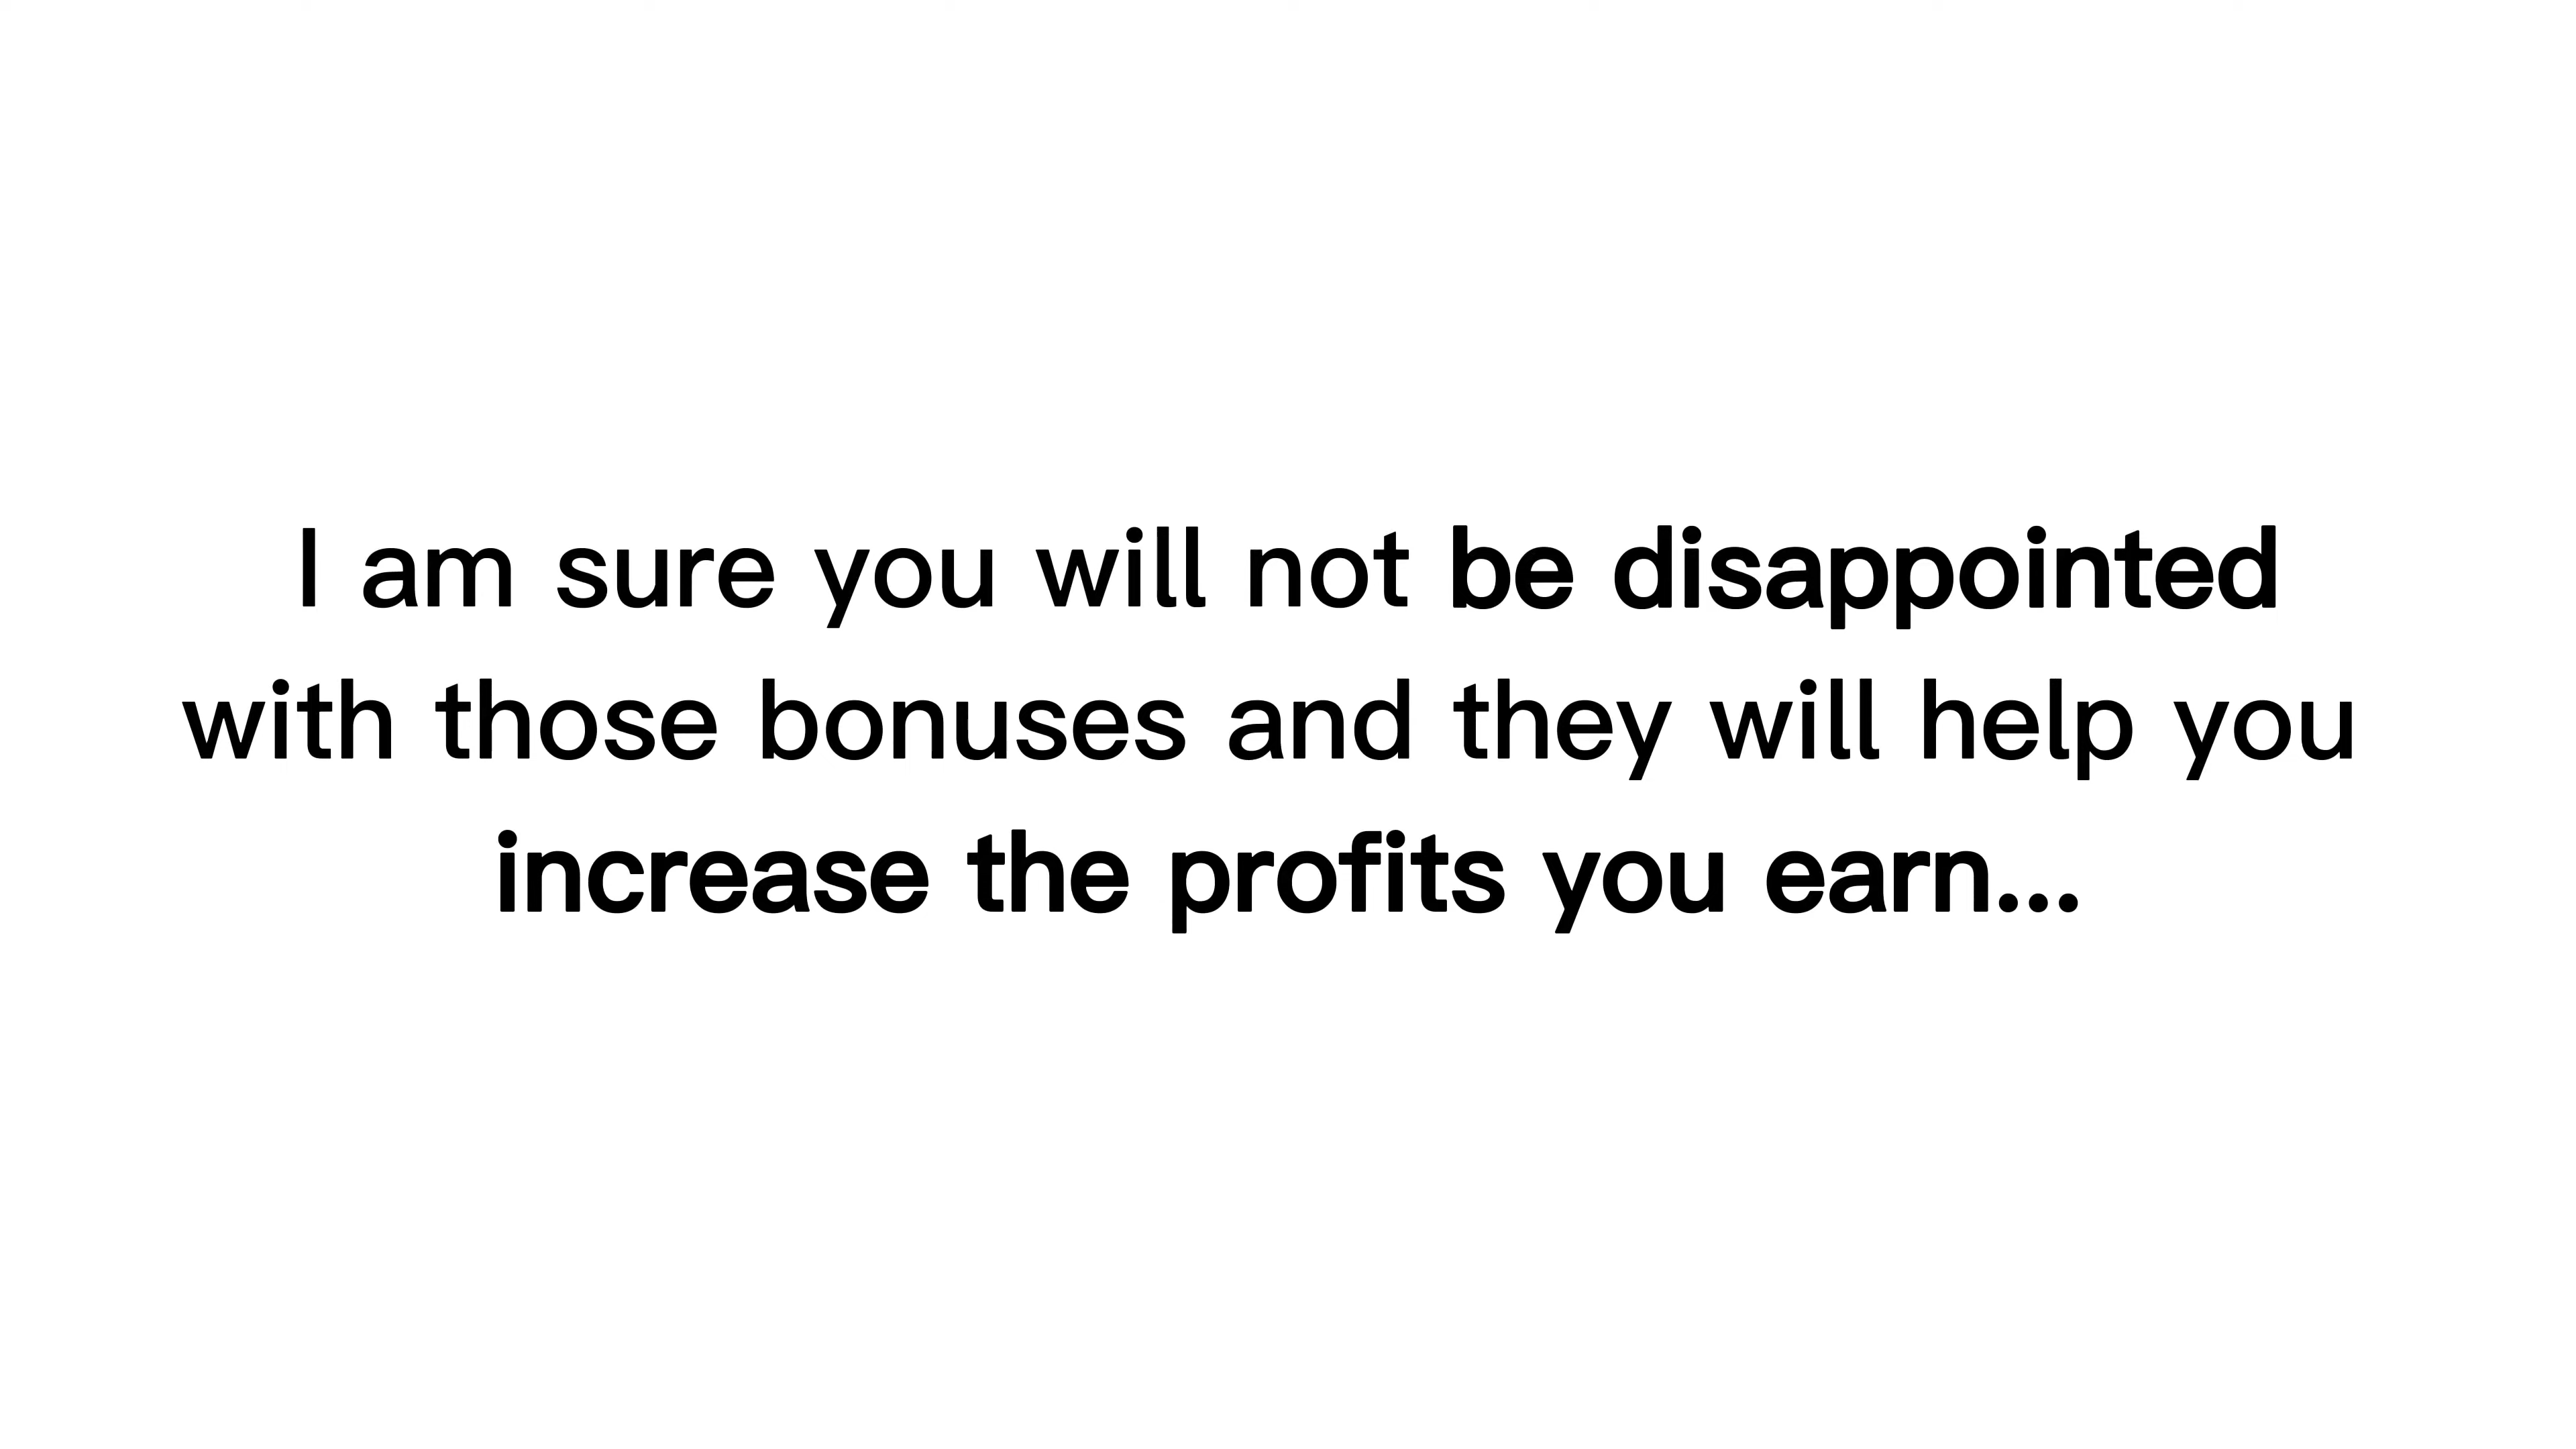 I am sure you will not be disappointed
with those bonuses and they will help you
increase the profits you earn...